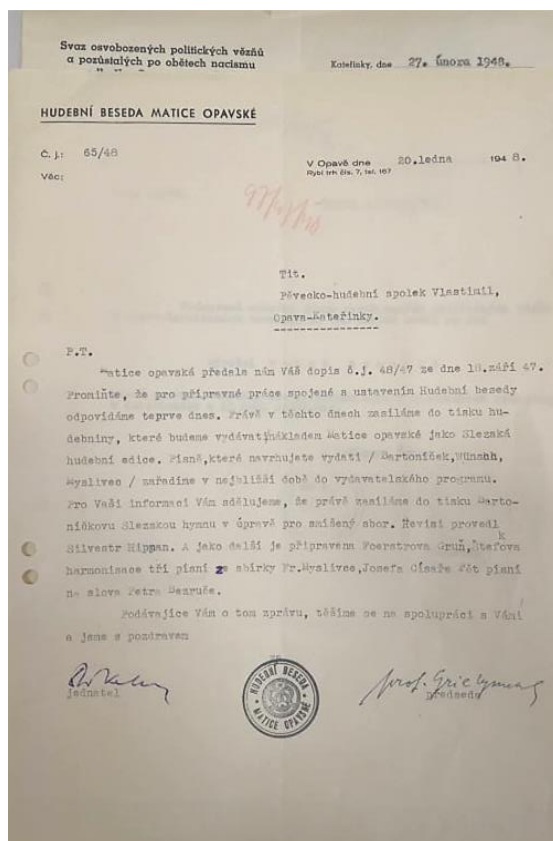 Svaz osvobozených politických vězňů
a pozůstalých po obětech nacismu
Kateřinky, dne 27. února 1948.
HUDEBNÍ BESEDA MATICE OPAVSKÉ
Č. j.: 65/48
V Opavě dne 20.ledna 1948.
Rybí trh čís. 7, tel. 167
Věc:
Tit.
Pěvecko-hudební spolek Vlastimil,
Opava-Kateřinky.
P.T.
Matice opavská předala nám Váš dopis č.j. 48/47 ze dne 18.září 47.
Promiňte, že pro přípravné práce spojené s ustavením Hudební besedy
odpovídáme teprve dnes. Právě v těchto dnech zasíláme do tisku hu-
debniny, které budeme vydávat nákladem Matice opavské jako Slezská
hudební edice. Písně,které navrhujete vydati / Bartoníček,Wünsch,
Myslivec / zařadíme v nejbližší době do vydavatelského programu.
Pro Vaši informaci Vám sdělujeme, že právě zasíláme do tisku Barto-
níčkovu Slezskou hymnu v úpravě pro smíšený sbor. Revisi provedl
Silvestr Hippan. A jako další je připravena Foerstrova Gruň,
harmonisace tří písní ze sbírky Fr.Myslivce,Josefa Císaře Pět písní
na slova Petra Bezruče.
Podávajíce Vám o tom zprávu, těšíme se na spolupráci s Vámi
a jsme s pozdravem
jednatel
HUDEBNÍ BESEDA
MATICE OPAVSKÉ
prof.
předseda